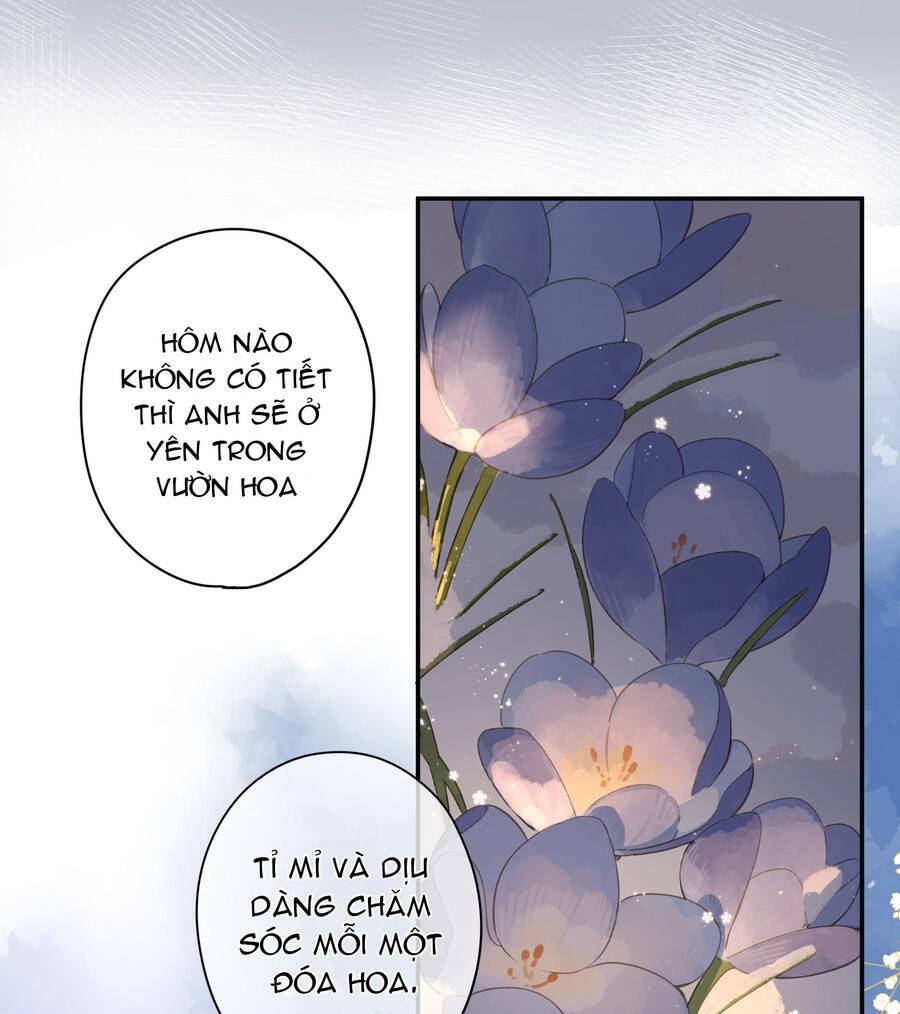 HÔM NÀO
KHÔNG CÓ TIẾT
THÌ ANH SẼ Ở
YÊN TRONG
VƯỜN HOA
TỈ MỈ VÀ DỊU
DÀNG CHĂM
SÓC MỖI MỘT
ĐÓA HOA.